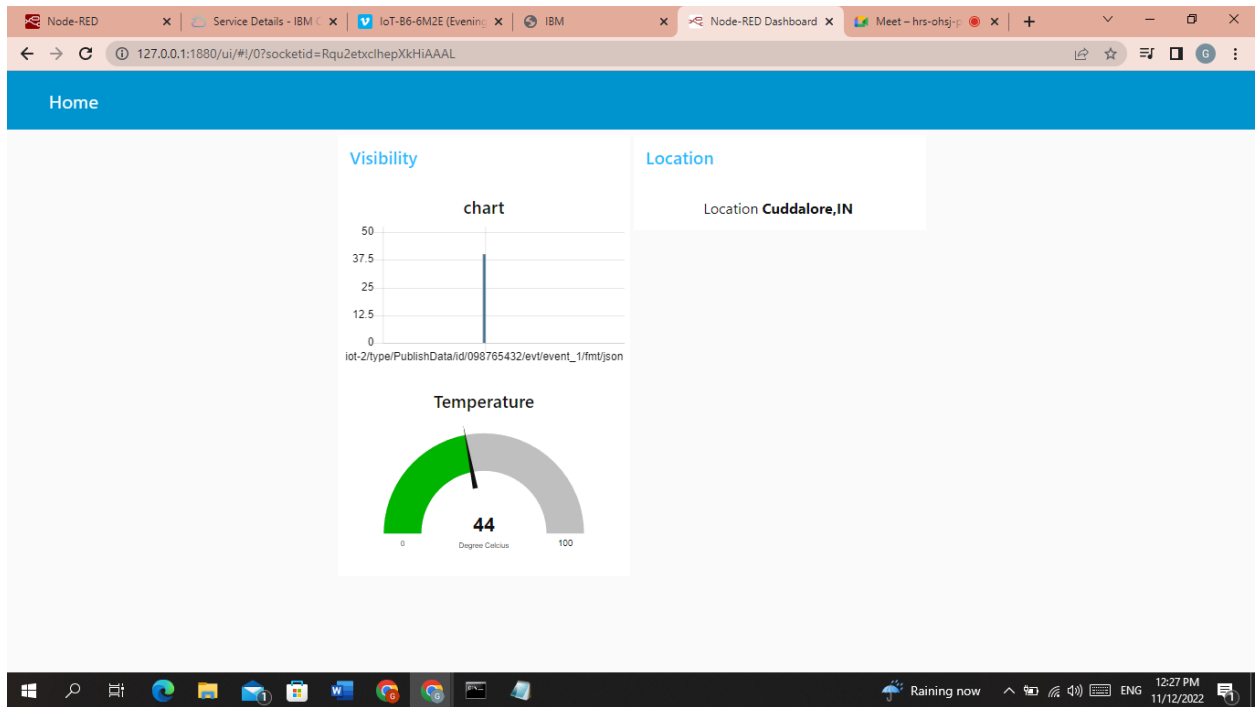 Node-RED
Service Details - IBM C
IoT-B6-6M2E (Evening
IBM
Node-RED Dashboard
Meet – hrs-ohsj-p
127.0.0.1:1880/ui/#!/0?socketid=Rqu2etxclhepXkHiAAAL
G
Home
Visibility
Location
chart
Location Cuddalore,IN
50
37.5
25
12.5
0
iot-2/type/PublishData/id/098765432/evt/event_1/fmt/json
Temperature
44
0
Degree Celcius
100
Raining now
ENG
12:27 PM
11/12/2022